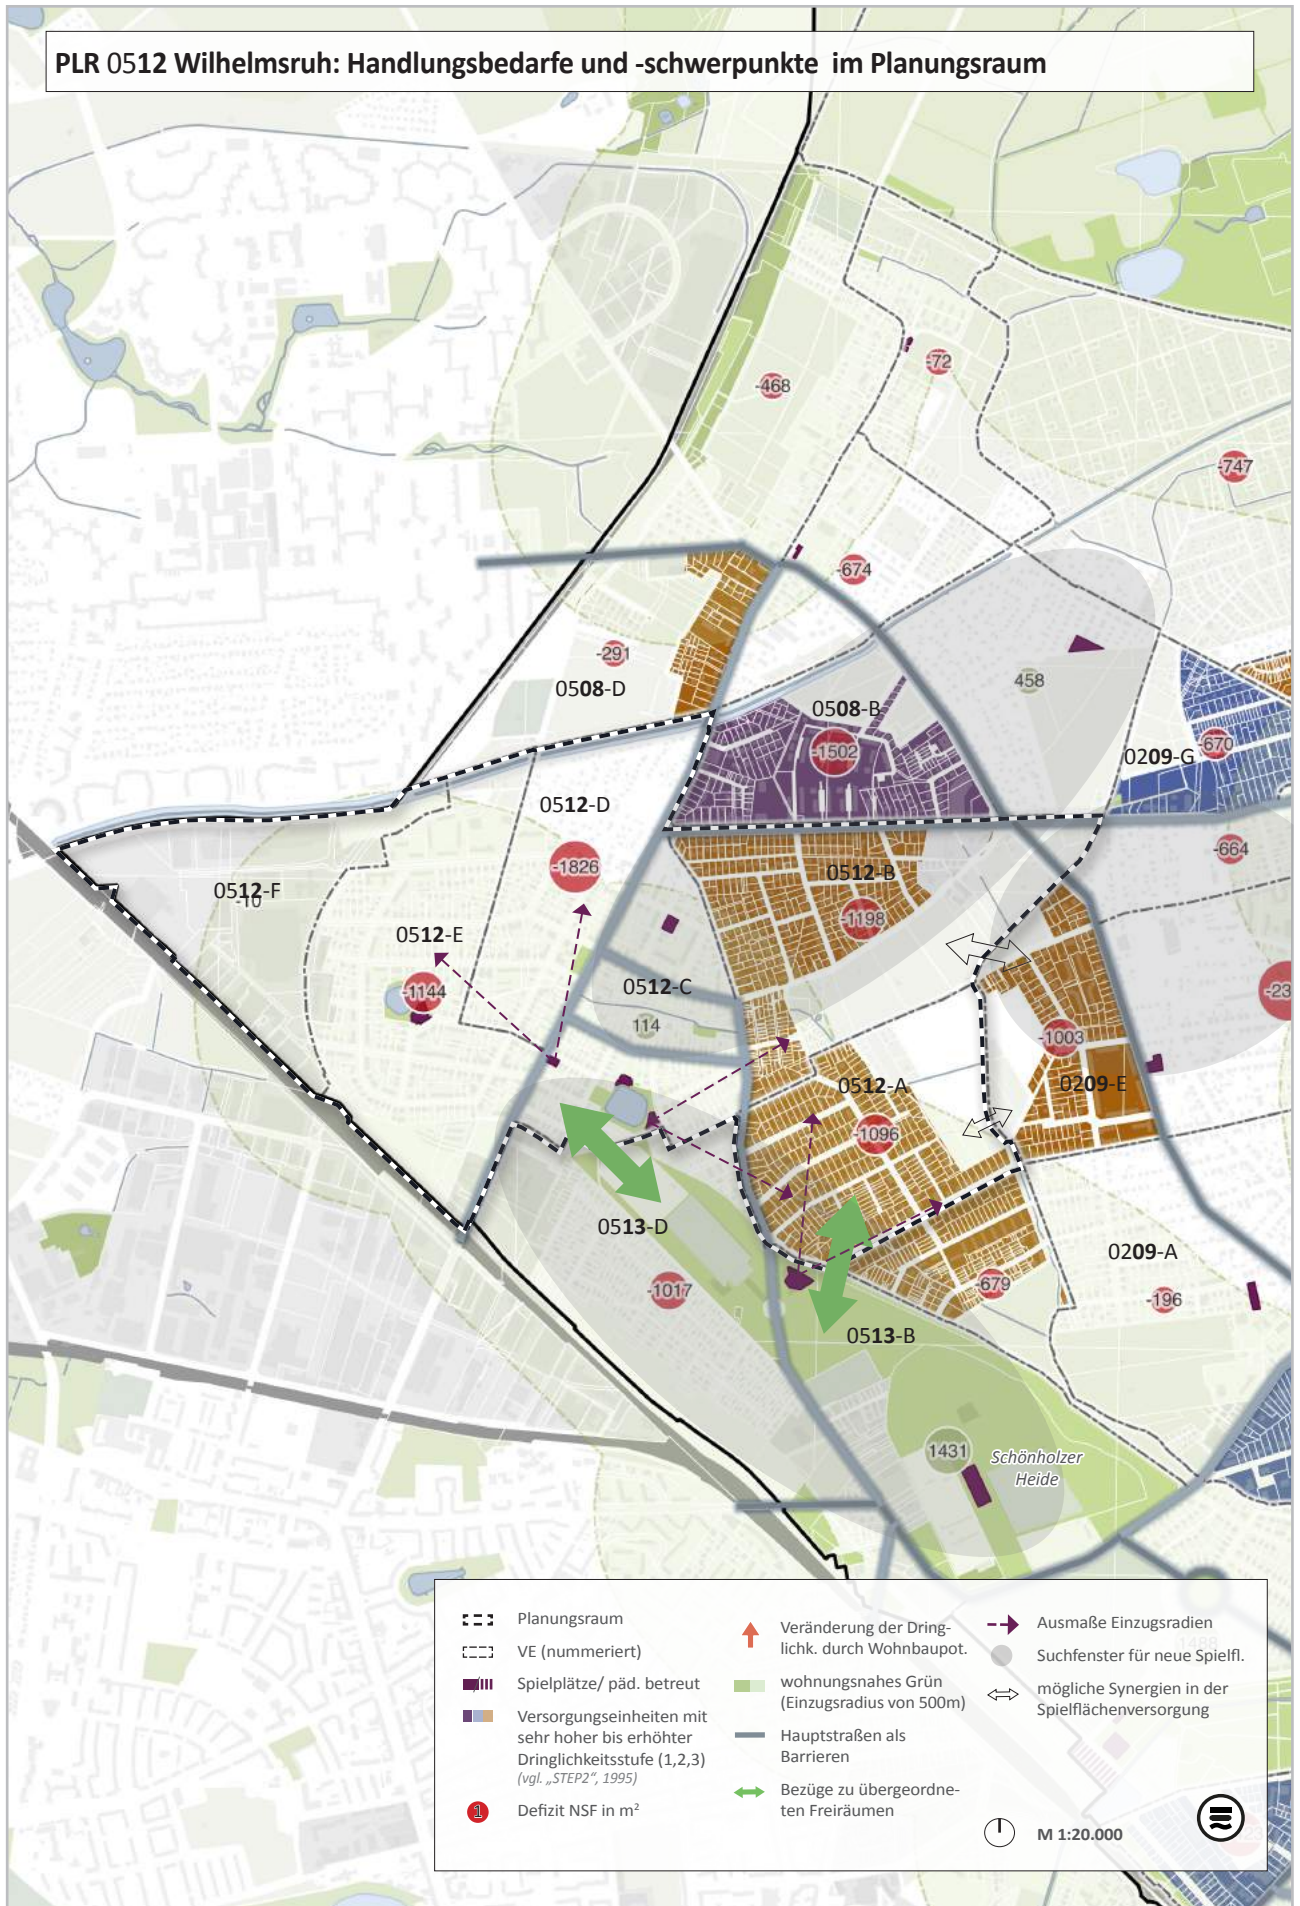 PLR 0512 Wilhelmsruh: Handlungsbedarfe und -schwerpunkte im Planungsraum
-72
-468
-747
-674
-291
0508-D
458
0508-B
-1502
0209-G
-670
0512-D
-1826
-664
0512-B
0512-F
-10
-1198
0512-E
0512-C
-1144
-23
114
-1003
0512-A
0209-E
-1096
0513-D
0209-A
-1017
-679
-196
0513-B
1431
Schönholzer
Heide
Planungsraum
VE (nummeriert)
Spielplätze/ päd. betreut
Versorgungseinheiten mit
sehr hoher bis erhöhter
Dringlichkeitsstufe (1,2,3)
(vgl. „STEP2“, 1995)
1
Defizit NSF in m²
Veränderung der Dring-
lichk. durch Wohnbaupot.
wohnungsnahes Grün
(Einzugsradius von 500m)
Hauptstraßen als
Barrieren
Bezüge zu übergeordne-
ten Freiräumen
Ausmaße Einzugsradien
Suchfenster für neue Spielfl.
mögliche Synergien in der
Spielflächenversorgung
1488
M 1:20.000